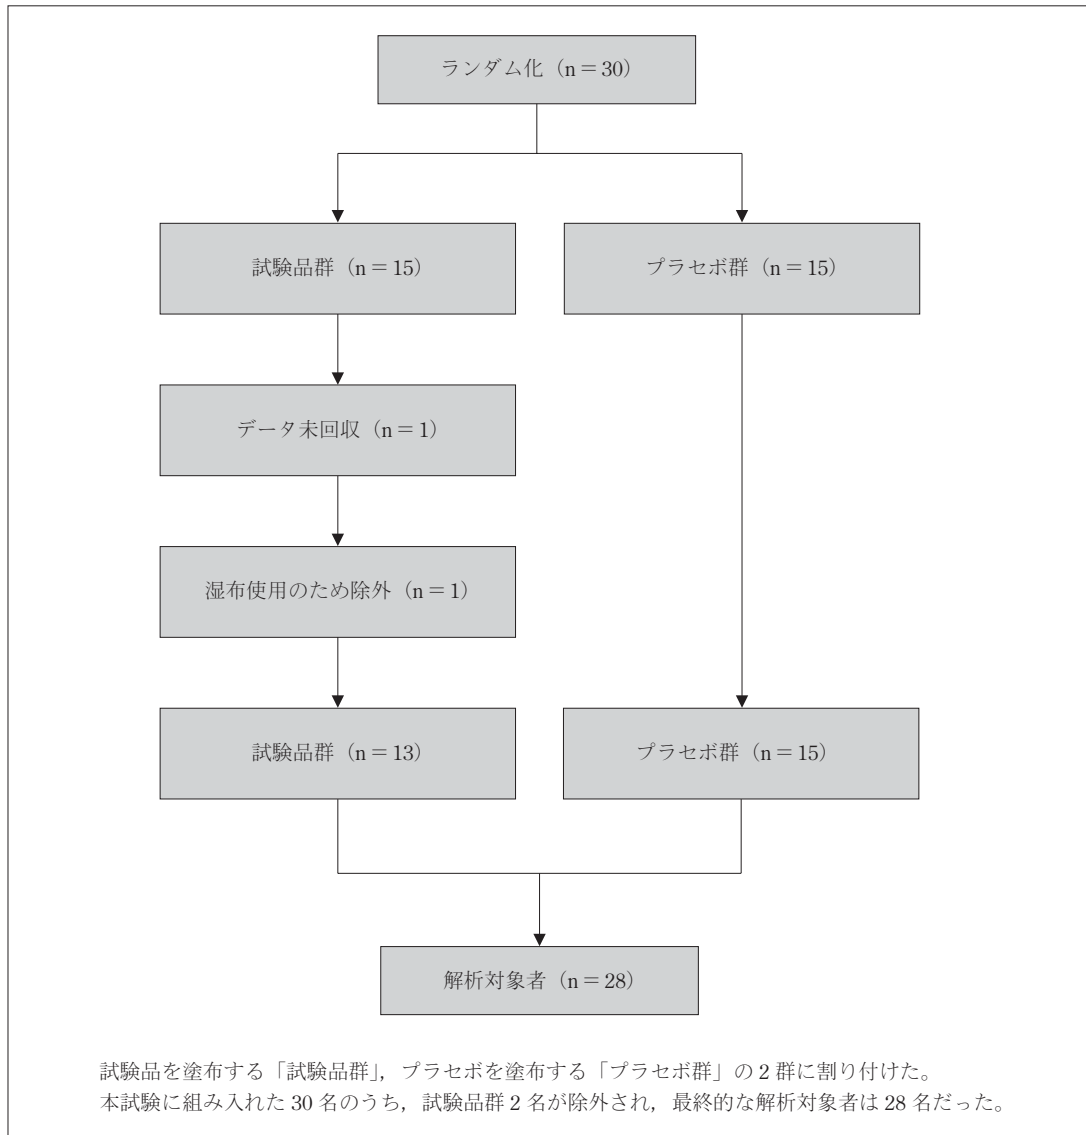 ランダム化（n = 30）
試験品群（n = 15）
プラセボ群（n = 15）
データ未回収（n = 1）
湿布使用のため除外（n = 1）
試験品群（n = 13）
プラセボ群（n = 15）
解析対象者（n = 28）
試験品を塗布する「試験品群」，プラセボを塗布する「プラセボ群」の 2 群に割り付けた。
本試験に組み入れた 30 名のうち，試験品群 2 名が除外され，最終的な解析対象者は 28 名だった。